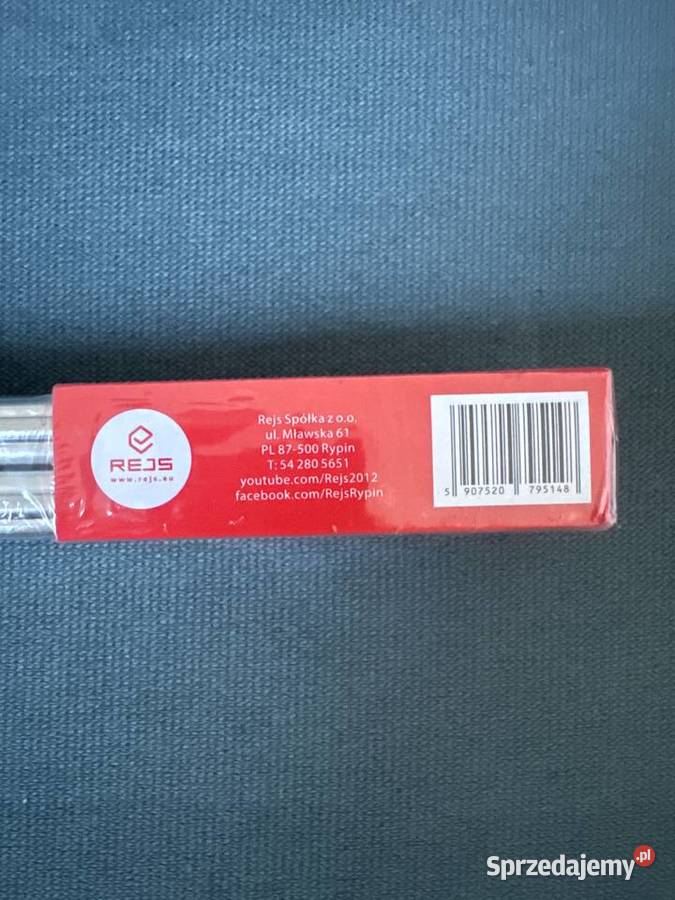 REJS
www.rejs.eu
Rejs Spółka z o.o.
ul. Mławska 61
PL 87-500 Rypin
T: 54 280 5651
youtube.com/Rejs2012
facebook.com/RejsRypin
5 907520 795148
Sprzedajemy.pl